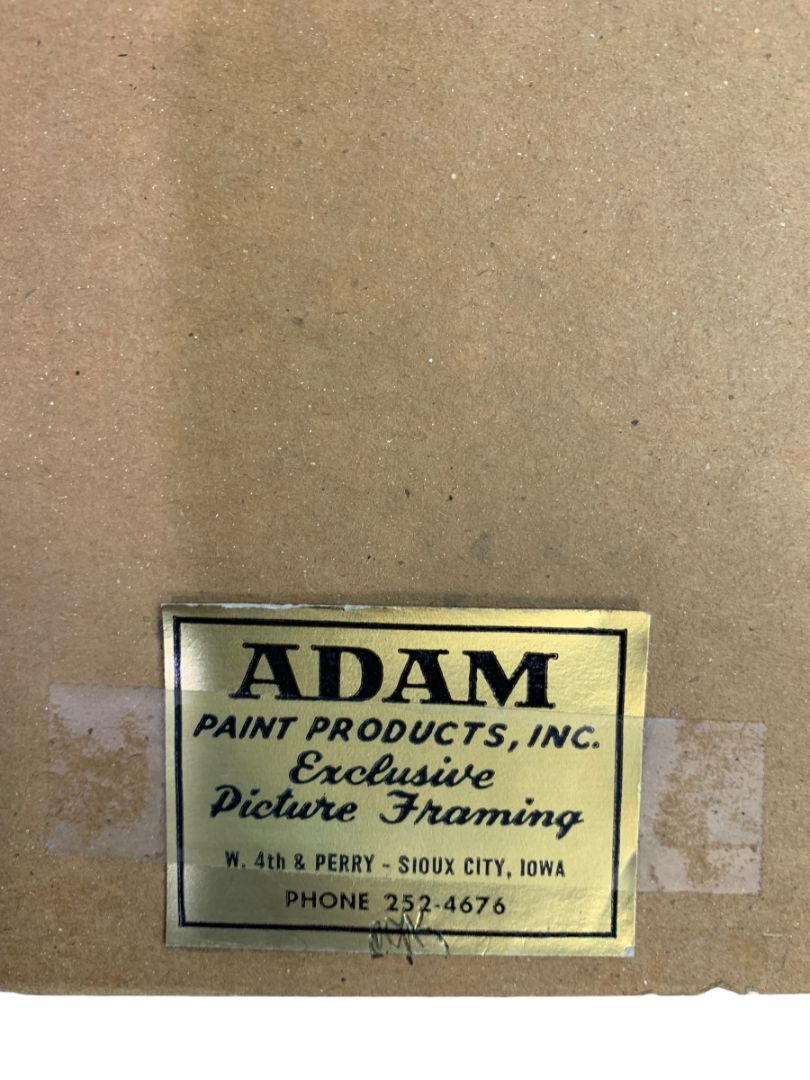 ADAM
PAINT PRODUCTS, INC.
Exclusive
Picture Framing
W. 4th & PERRY - SIOUX CITY, IOWA
PHONE 252-4676